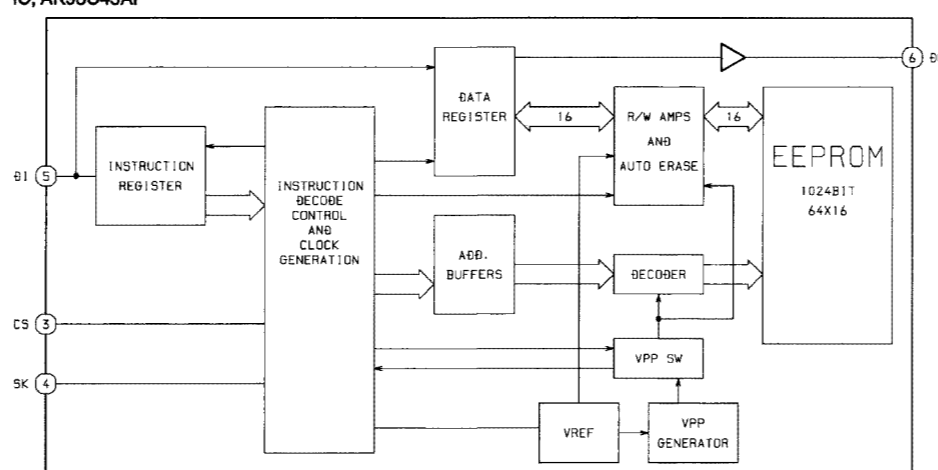 DATA
REGISTER
16
R/W AMPS
AND
AUTO ERASE
16
EEPROM
1024BIT
64X16
6
DI
5
INSTRUCTION
REGISTER
INSTRUCTION
DECODE
CONTROL
AND
CLOCK
GENERATION
ADD.
BUFFERS
DECODER
CS
3
VPP SW
SK
4
VREF
VPP
GENERATOR